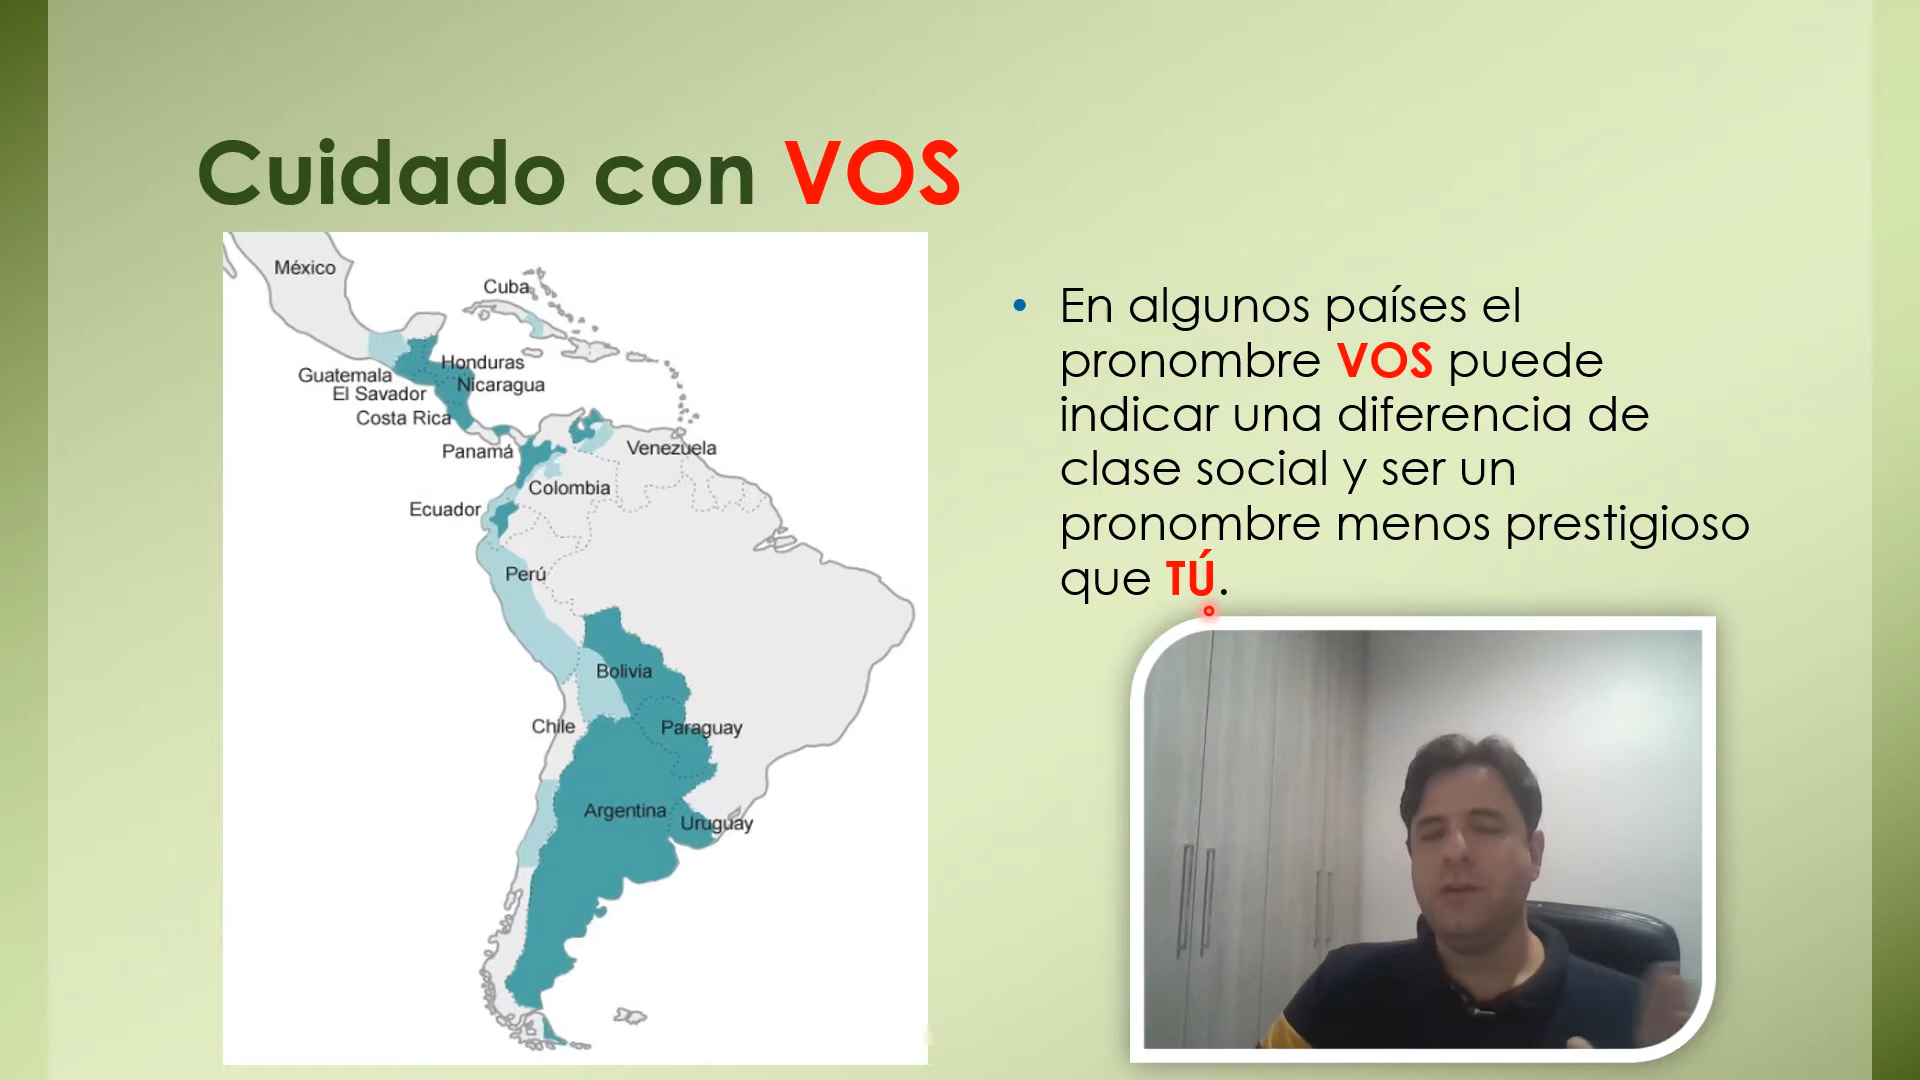 Cuidado con VOS
México
Cuba
Honduras
Guatemala
Nicaragua
El Savador
Costa Rica
Panamá
Venezuela
Colombia
Ecuador
Perú
Bolivia
Chile
Paraguay
Argentina
Uruguay
• En algunos países el
pronombre VOS puede
indicar una diferencia de
clase social y ser un
pronombre menos prestigioso
que TÚ.